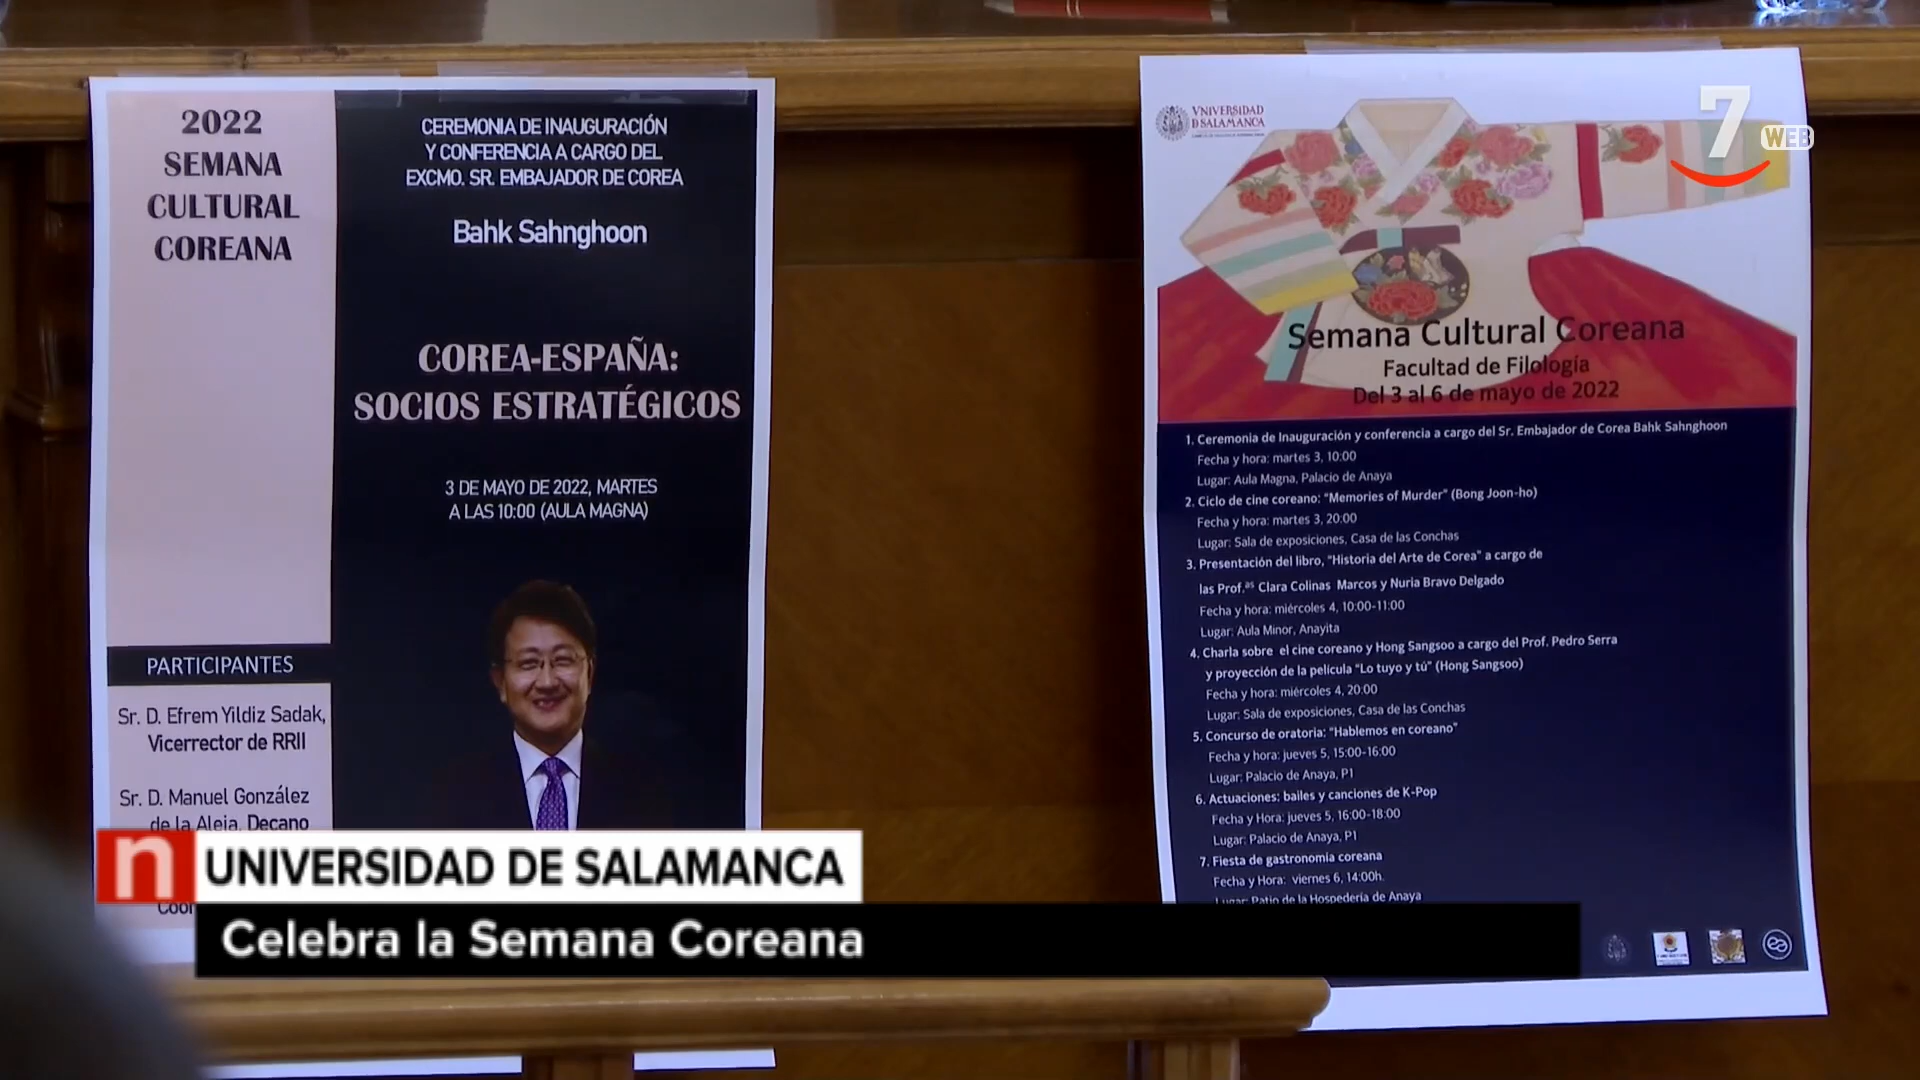 2022
SEMANA
CULTURAL
COREANA
CEREMONIA DE INAUGURACIÓN
Y CONFERENCIA A CARGO DEL
EXCMO. SR. EMBAJADOR DE COREA
Bahk Sahnghoon
COREA-ESPAÑA:
SOCIOS ESTRATÉGICOS
3 DE MAYO DE 2022, MARTES
A LAS 10:00 (AULA MAGNA)
PARTICIPANTES
Sr. D. Efrem Yildiz Sadak,
Vicerrector de RRII
Sr. D. Manuel González
de la Aleja, Decano
VNIVERSIDAD
D SALAMANCA
7
WEB
Semana Cultural Coreana
Facultad de Filología
Del 3 al 6 de mayo de 2022
1. Ceremonia de Inauguración y conferencia a cargo del Sr. Embajador de Corea Bahk Sahnghoon
Fecha y hora: martes 3, 10:00
Lugar: Aula Magna, Palacio de Anaya
2. Ciclo de cine coreano: "Memories of Murder" (Bong Joon-ho)
Fecha y hora: martes 3, 20:00
Lugar: Sala de exposiciones, Casa de las Conchas
3. Presentación del libro, "Historia del Arte de Corea" a cargo de
las Prof.as Clara Colinas Marcos y Nuria Bravo Delgado
Fecha y hora: miércoles 4, 10:00-11:00
Lugar: Aula Minor, Anayita
4. Charla sobre el cine coreano y Hong Sangsoo a cargo del Prof. Pedro Serra
y proyección de la película "Lo tuyo y tú" (Hong Sangsoo)
Fecha y hora: miércoles 4, 20:00
Lugar: Sala de exposiciones, Casa de las Conchas
5. Concurso de oratoria: "Hablemos en coreano"
Fecha y hora: jueves 5, 15:00-16:00
Lugar: Palacio de Anaya, P1
6. Actuaciones: bailes y canciones de K-Pop
Fecha y Hora: jueves 5, 16:00-18:00
Lugar: Palacio de Anaya, P1
7. Fiesta de gastronomía coreana
Fecha y Hora: viernes 6, 14:00h.
Lugar: Patio de la Hospedería de Anaya
n UNIVERSIDAD DE SALAMANCA
Celebra la Semana Coreana